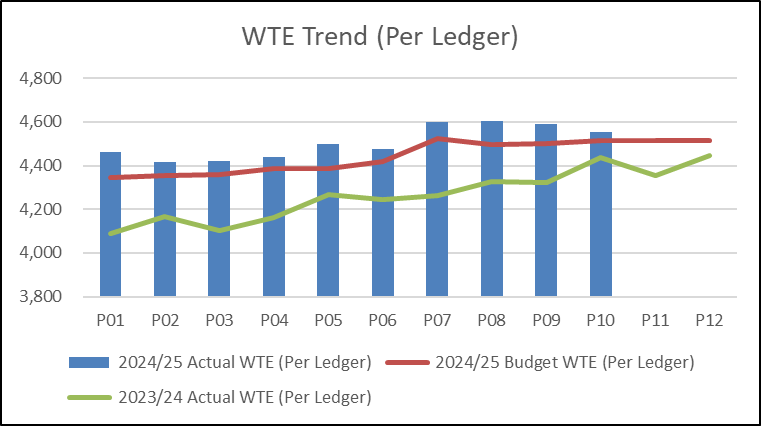 WTE Trend (Per Ledger)
4,800
4,600
4,400
4,200
4,000
3,800
P01 P02 P03 P04 P05 P06 P07 P08 P09 P10 P11 P12
2024/25 Actual WTE (Per Ledger) 2024/25 Budget WTE (Per Ledger)
2023/24 Actual WTE (Per Ledger)